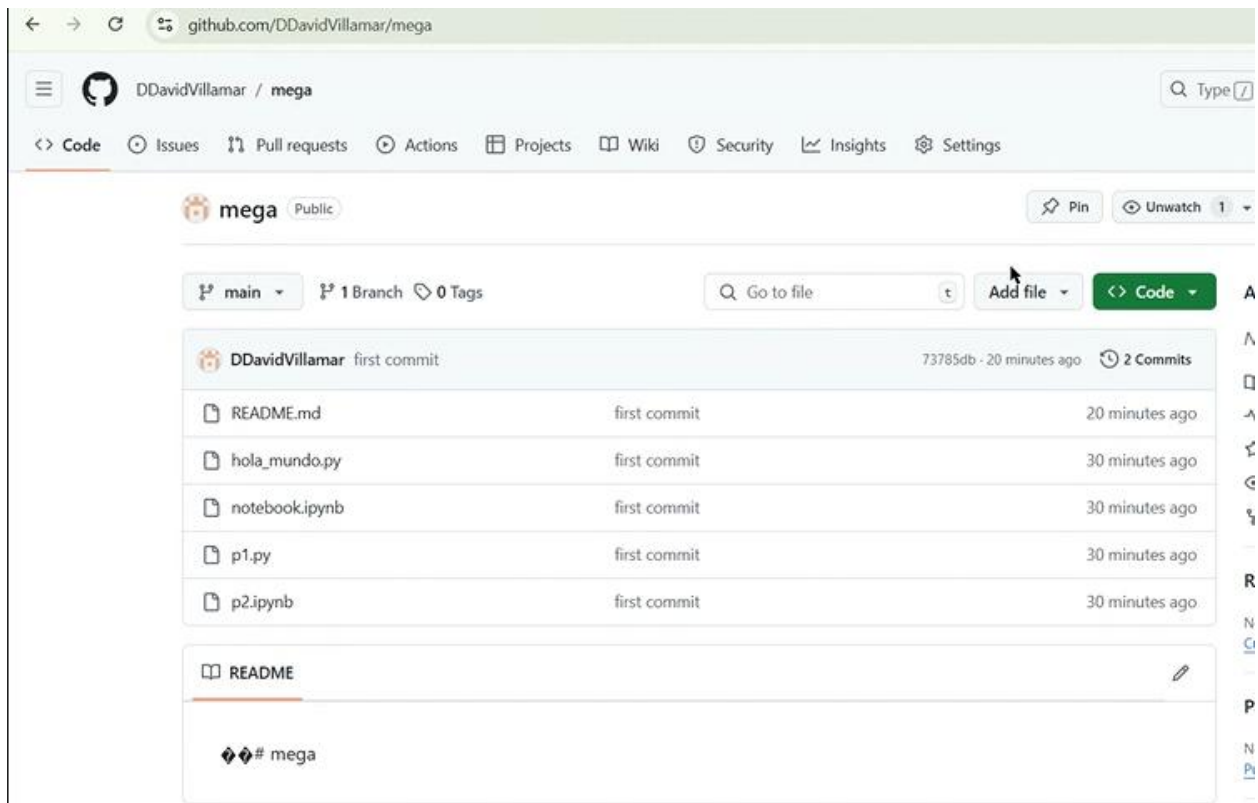 github.com/DDavidVillamar/mega
DDavidVillamar / mega
Type /
Code Issues Pull requests Actions Projects Wiki Security Insights Settings
mega Public
Pin Unwatch 1
main 1 Branch 0 Tags
Go to file t Add file Code
DDavidVillamar first commit 73785db · 20 minutes ago 2 Commits
README.md first commit 20 minutes ago
hola_mundo.py first commit 30 minutes ago
notebook.ipynb first commit 30 minutes ago
p1.py first commit 30 minutes ago
p2.ipynb first commit 30 minutes ago
README
��# mega